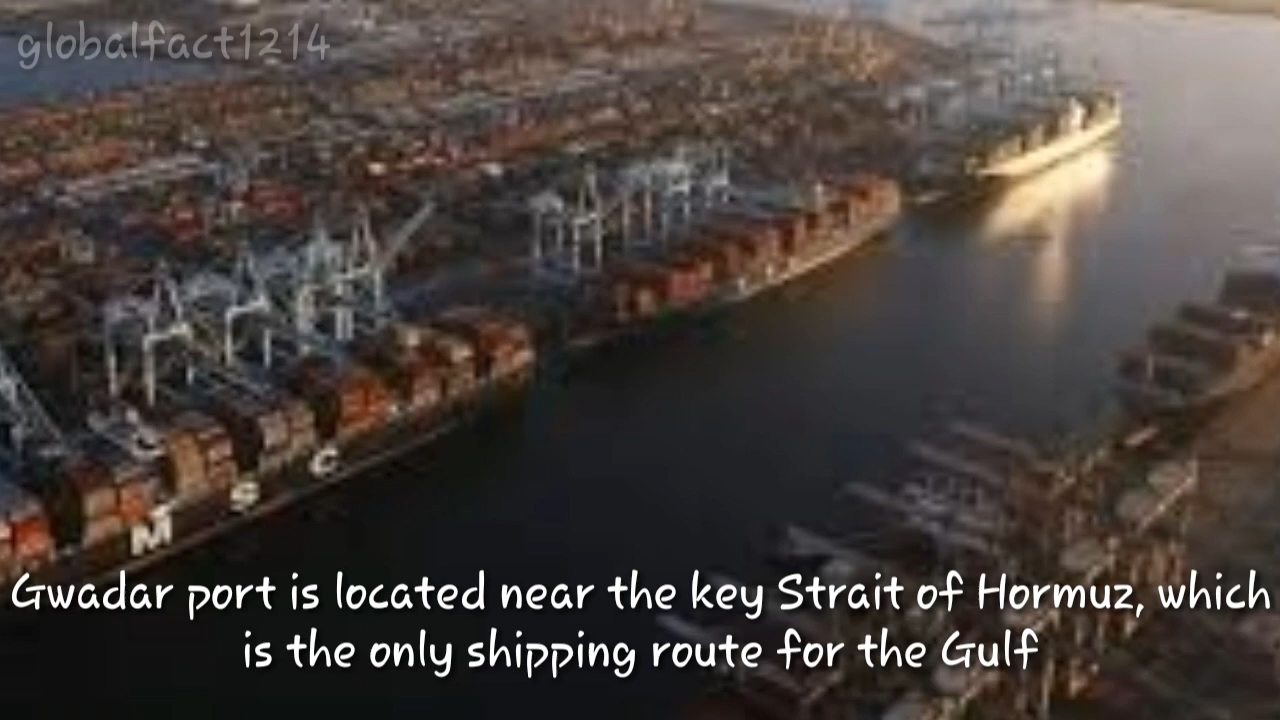 globalfact1214
M S C
Gwadar port is located near the key Strait of Hormuz, which
is the only shipping route for the Gulf